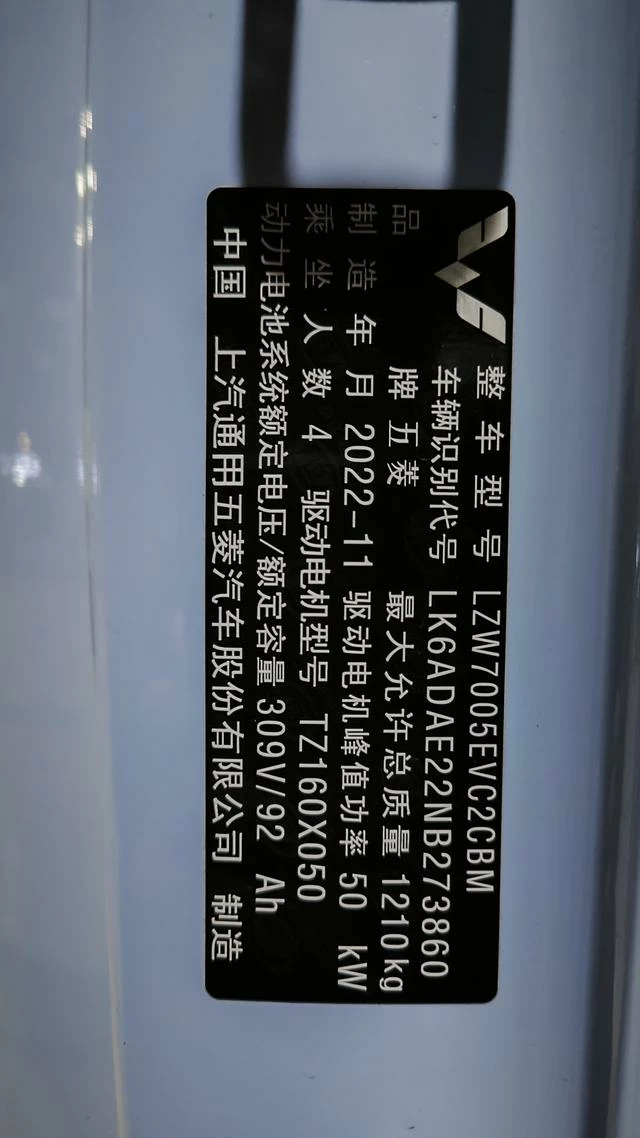 整车型号 LZW7005EVC2CBM
车辆识别代号 LK6ADAE22NB273860
品牌 五菱 最大允许总质量 1210kg
制造年月 2022-11 驱动电机峰值功率 50 kW
乘坐人数 4 驱动电机型号 TZ160X050
动力电池系统额定电压/额定容量 309V/92 Ah
中国 上汽通用五菱汽车股份有限公司 制造